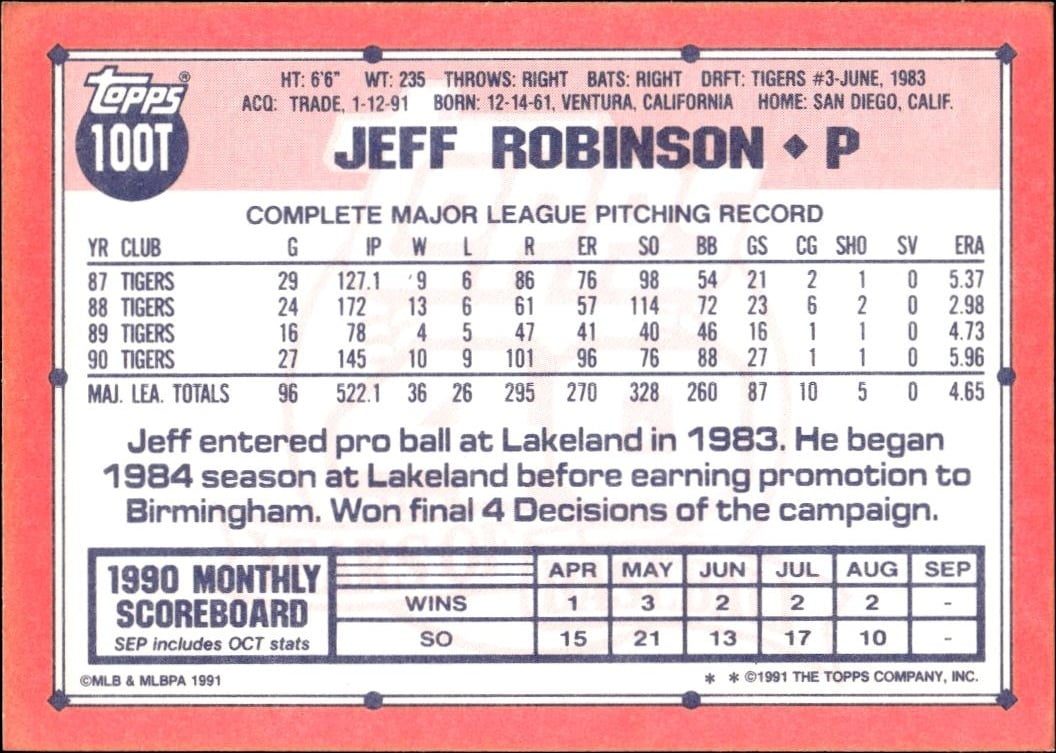 topps®
100T
HT: 6'6" WT: 235 THROWS: RIGHT BATS: RIGHT DRFT: TIGERS #3-JUNE, 1983
ACQ: TRADE, 1-12-91 BORN: 12-14-61, VENTURA, CALIFORNIA HOME: SAN DIEGO, CALIF.
JEFF ROBINSON ◆ P
COMPLETE MAJOR LEAGUE PITCHING RECORD
YR CLUB G IP W L R ER SO BB GS CG SHO SV ERA
87 TIGERS 29 127.1 9 6 86 76 98 54 21 2 1 0 5.37
88 TIGERS 24 172 13 6 61 57 114 72 23 6 2 0 2.98
89 TIGERS 16 78 4 5 47 41 40 46 16 1 1 0 4.73
90 TIGERS 27 145 10 9 101 96 76 88 27 1 1 0 5.96
MAJ. LEA. TOTALS 96 522.1 36 26 295 270 328 260 87 10 5 0 4.65
Jeff entered pro ball at Lakeland in 1983. He began
1984 season at Lakeland before earning promotion to
Birmingham. Won final 4 Decisions of the campaign.
1990 MONTHLY
SCOREBOARD
SEP includes OCT stats
APR MAY JUN JUL AUG SEP
WINS 1 3 2 2 2 -
SO 15 21 13 17 10 -
©MLB & MLBPA 1991
* * ©1991 THE TOPPS COMPANY, INC.